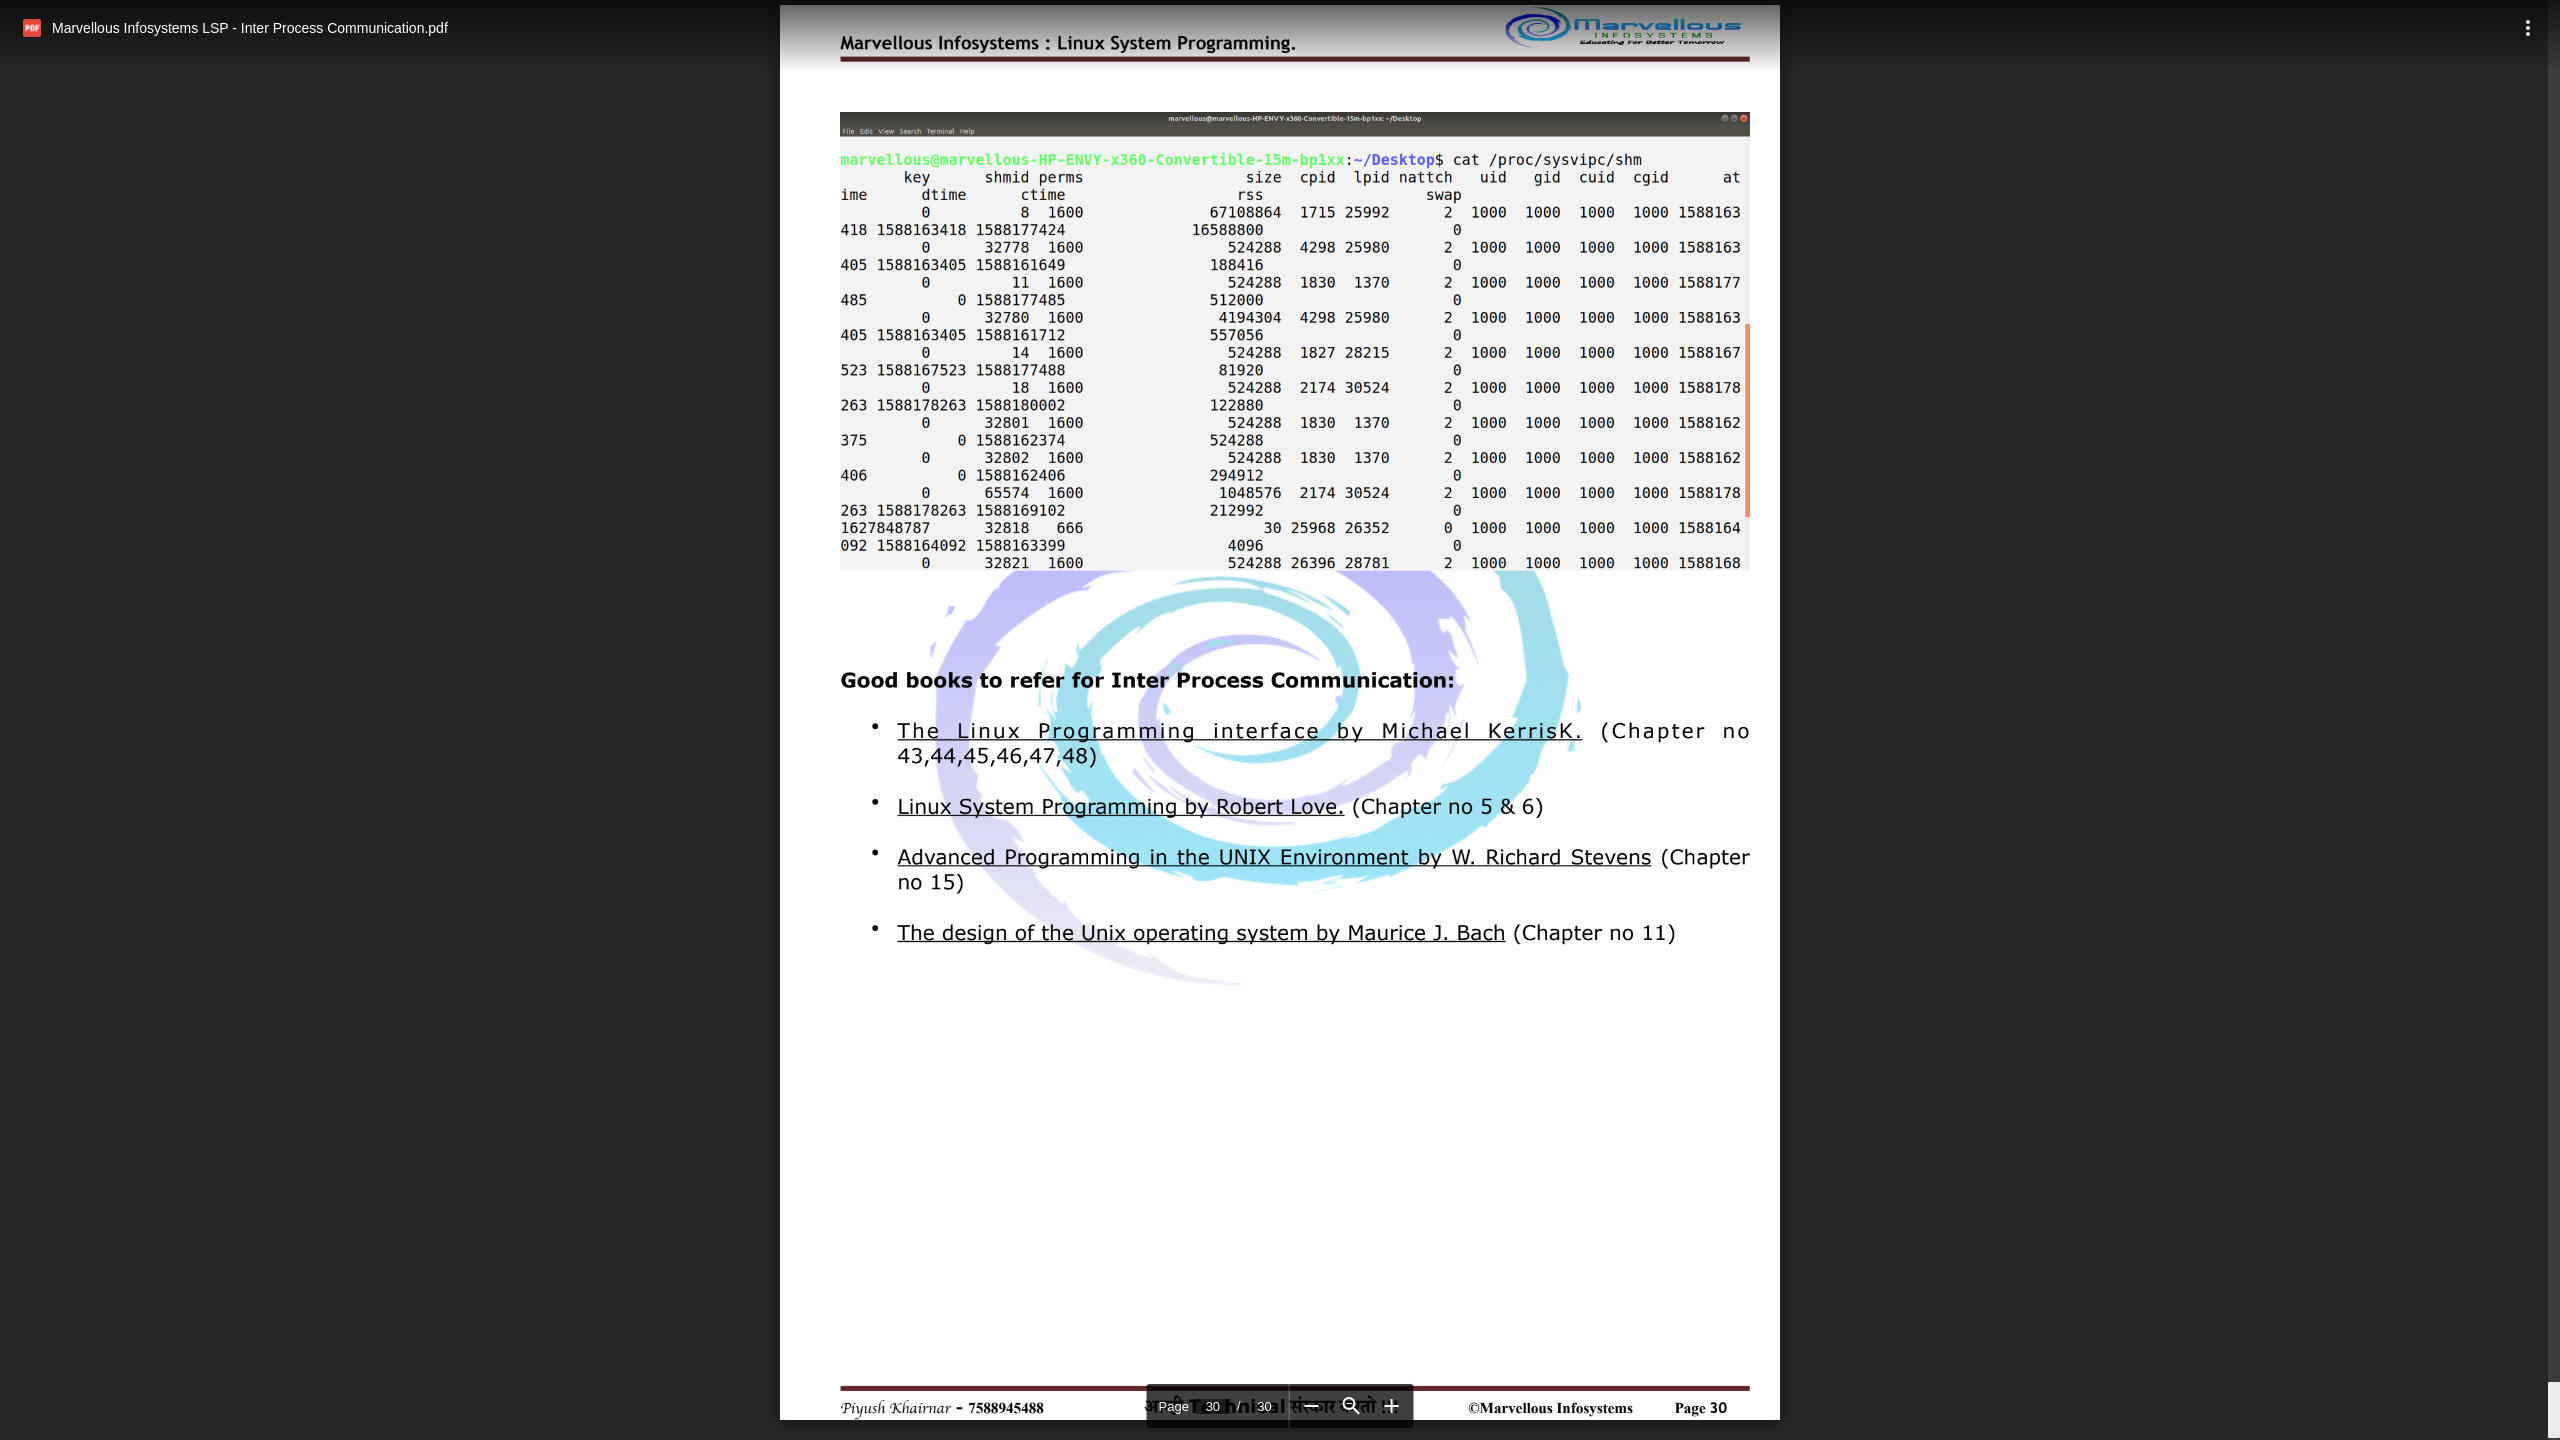 Marvellous Infosystems LSP - Inter Process Communication.pdf
Marvellous
INFOSYSTEMS
Educating For Better Tomorrow
Marvellous Infosystems : Linux System Programming.
marvellous@marvellous-HP-ENVY-x360-Convertible-15m-bp1xx: ~/Desktop
File Edit View Search Terminal Help
marvellous@marvellous-HP-ENVY-x360-Convertible-15m-bp1xx:~/Desktop$ cat /proc/sysvipc/shm
key shmid perms size cpid lpid nattch uid gid cuid cgid at
ime dtime ctime rss swap
0 8 1600 67108864 1715 25992 2 1000 1000 1000 1000 1588163
418 1588163418 1588177424 16588800 0
0 32778 1600 524288 4298 25980 2 1000 1000 1000 1000 1588163
405 1588163405 1588161649 188416 0
0 11 1600 524288 1830 1370 2 1000 1000 1000 1000 1588177
485 0 1588177485 512000 0
0 32780 1600 4194304 4298 25980 2 1000 1000 1000 1000 1588163
405 1588163405 1588161712 557056 0
0 14 1600 524288 1827 28215 2 1000 1000 1000 1000 1588167
523 1588167523 1588177488 81920 0
0 18 1600 524288 2174 30524 2 1000 1000 1000 1000 1588178
263 1588178263 1588180002 122880 0
0 32801 1600 524288 1830 1370 2 1000 1000 1000 1000 1588162
375 0 1588162374 524288 0
0 32802 1600 524288 1830 1370 2 1000 1000 1000 1000 1588162
406 0 1588162406 294912 0
0 65574 1600 1048576 2174 30524 2 1000 1000 1000 1000 1588178
263 1588178263 1588169102 212992 0
1627848787 32818 666 30 25968 26352 0 1000 1000 1000 1000 1588164
092 1588164092 1588163399 4096 0
0 32821 1600 524288 26396 28781 2 1000 1000 1000 1000 1588168
Good books to refer for Inter Process Communication:
• The Linux Programming interface by Michael KerrisK. (Chapter no
43,44,45,46,47,48)
• Linux System Programming by Robert Love. (Chapter no 5 & 6)
• Advanced Programming in the UNIX Environment by W. Richard Stevens (Chapter
no 15)
• The design of the Unix operating system by Maurice J. Bach (Chapter no 11)
Page 30 / 30
Piyush Khairnar - 7588945488 Technical संस्कार ©Marvellous Infosystems Page 30